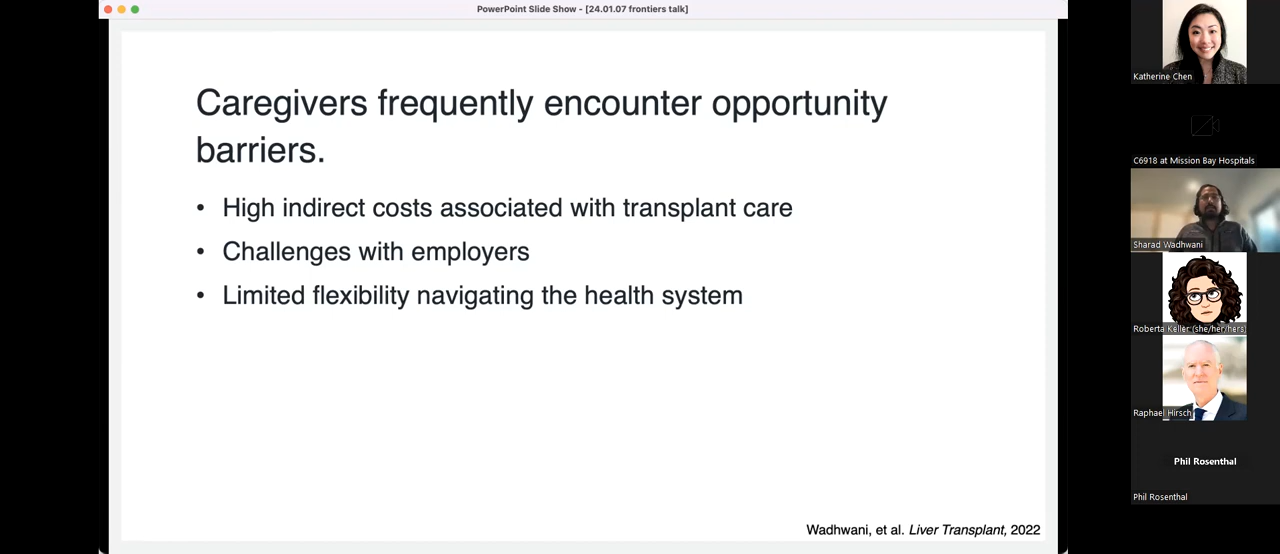 PowerPoint Slide Show - [24.01.07 frontiers talk]
Caregivers frequently encounter opportunity
barriers.
• High indirect costs associated with transplant care
• Challenges with employers
• Limited flexibility navigating the health system
Wadhwani, et al. Liver Transplant, 2022
Katherine Chen
C6918 at Mission Bay Hospitals
Sharad Wadhwani
Roberta Keller (she/her/hers)
Raphael Hirsch
Phil Rosenthal
Phil Rosenthal